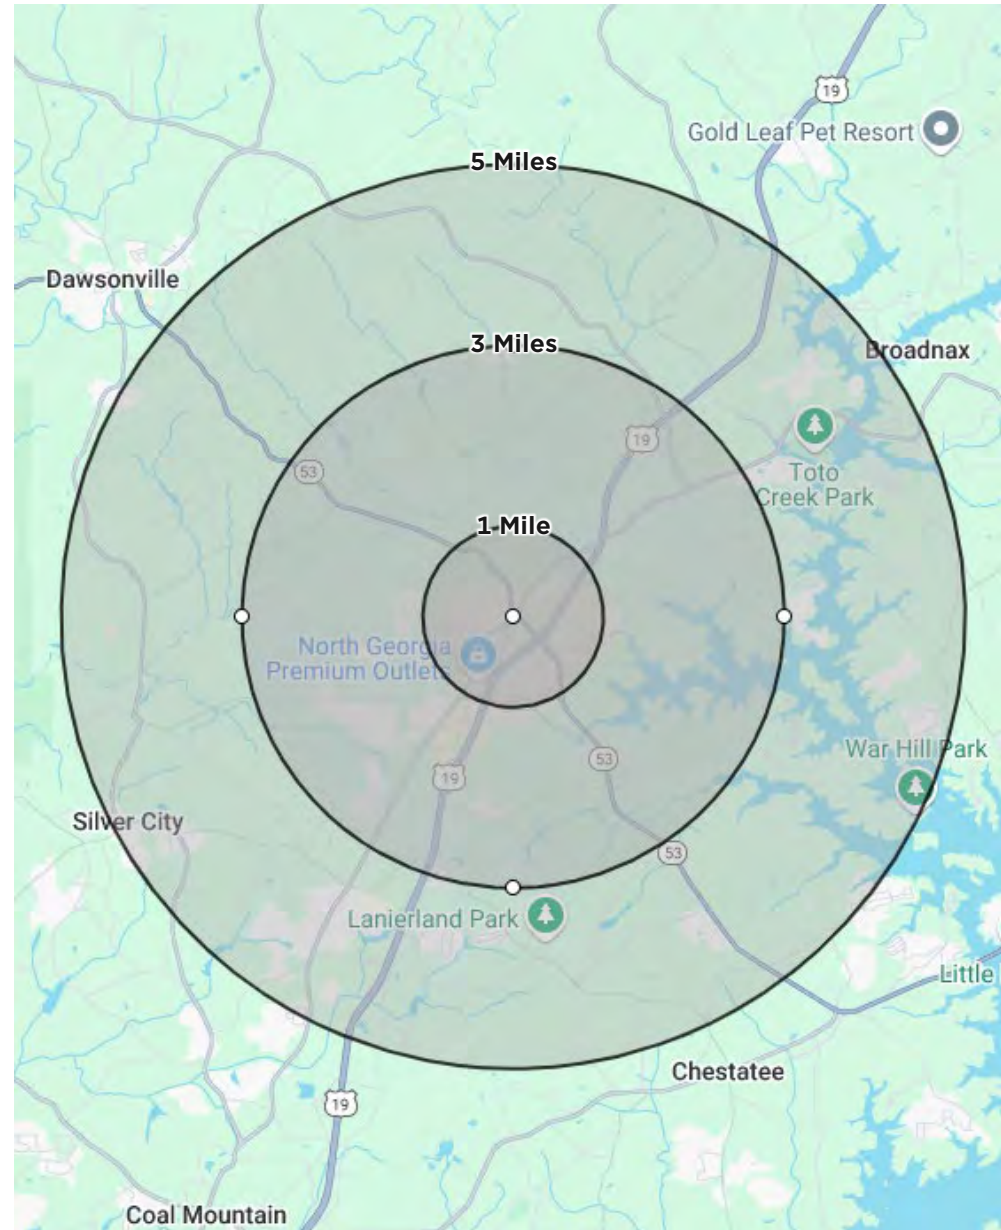 19
Gold Leaf Pet Resort
5 Miles
Dawsonville
3 Miles
Broadnax
19
53
Toto
Creek Park
1 Mile
North Georgia
Premium Outlets
War Hill Park
53
19
Silver City
53
Lanierland Park
Little
Chestatee
19
Coal Mountain